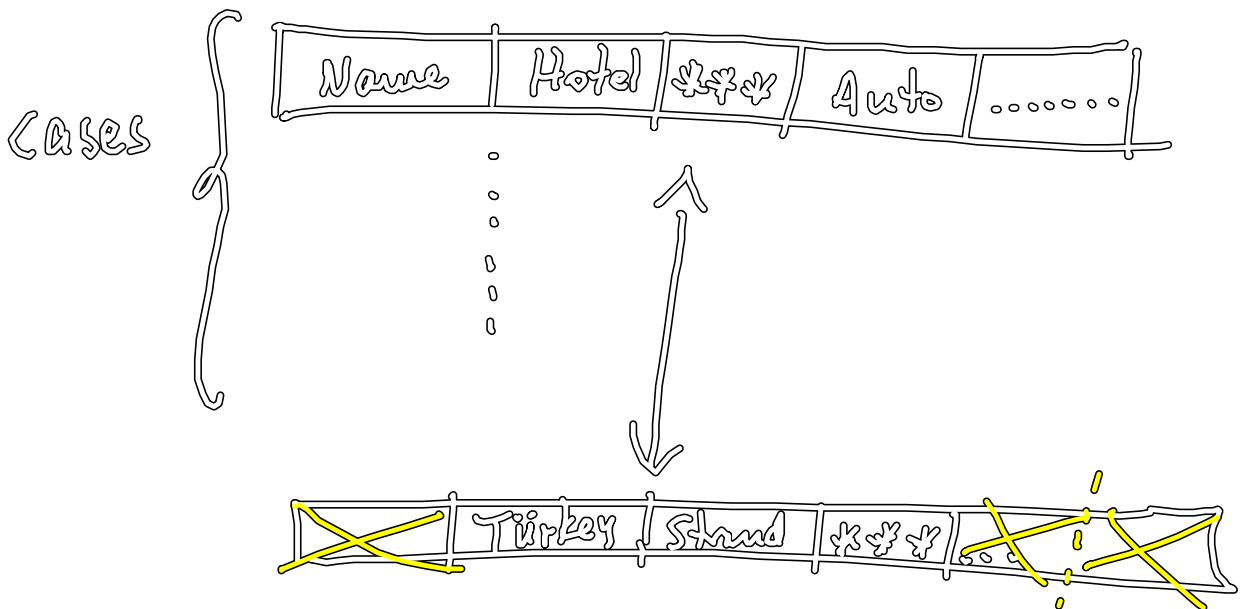 Name Hotel *** Auto .......
Cases
Türkey Strand *** ...